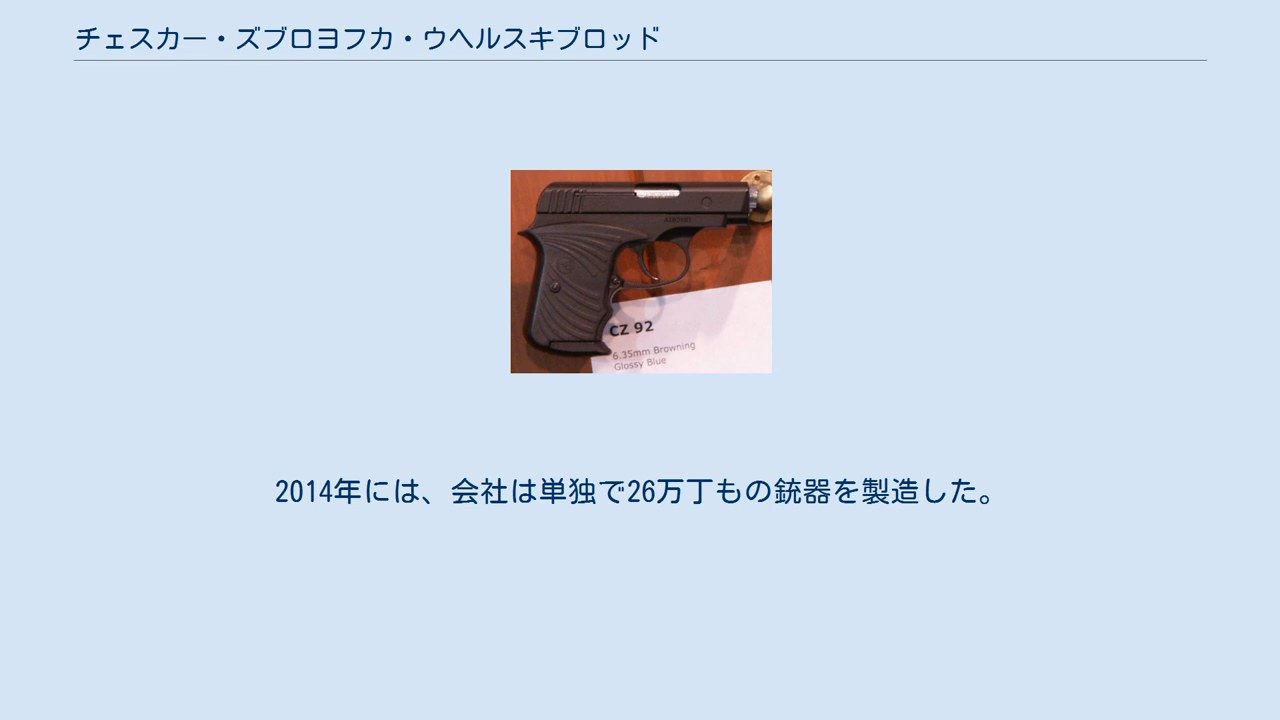 チェスカー・ズブロヨフカ・ウヘルスキブロッド
CZ 92
6.35mm Browning
Glossy Blue
2014年には、会社は単独で26万丁もの銃器を製造した。